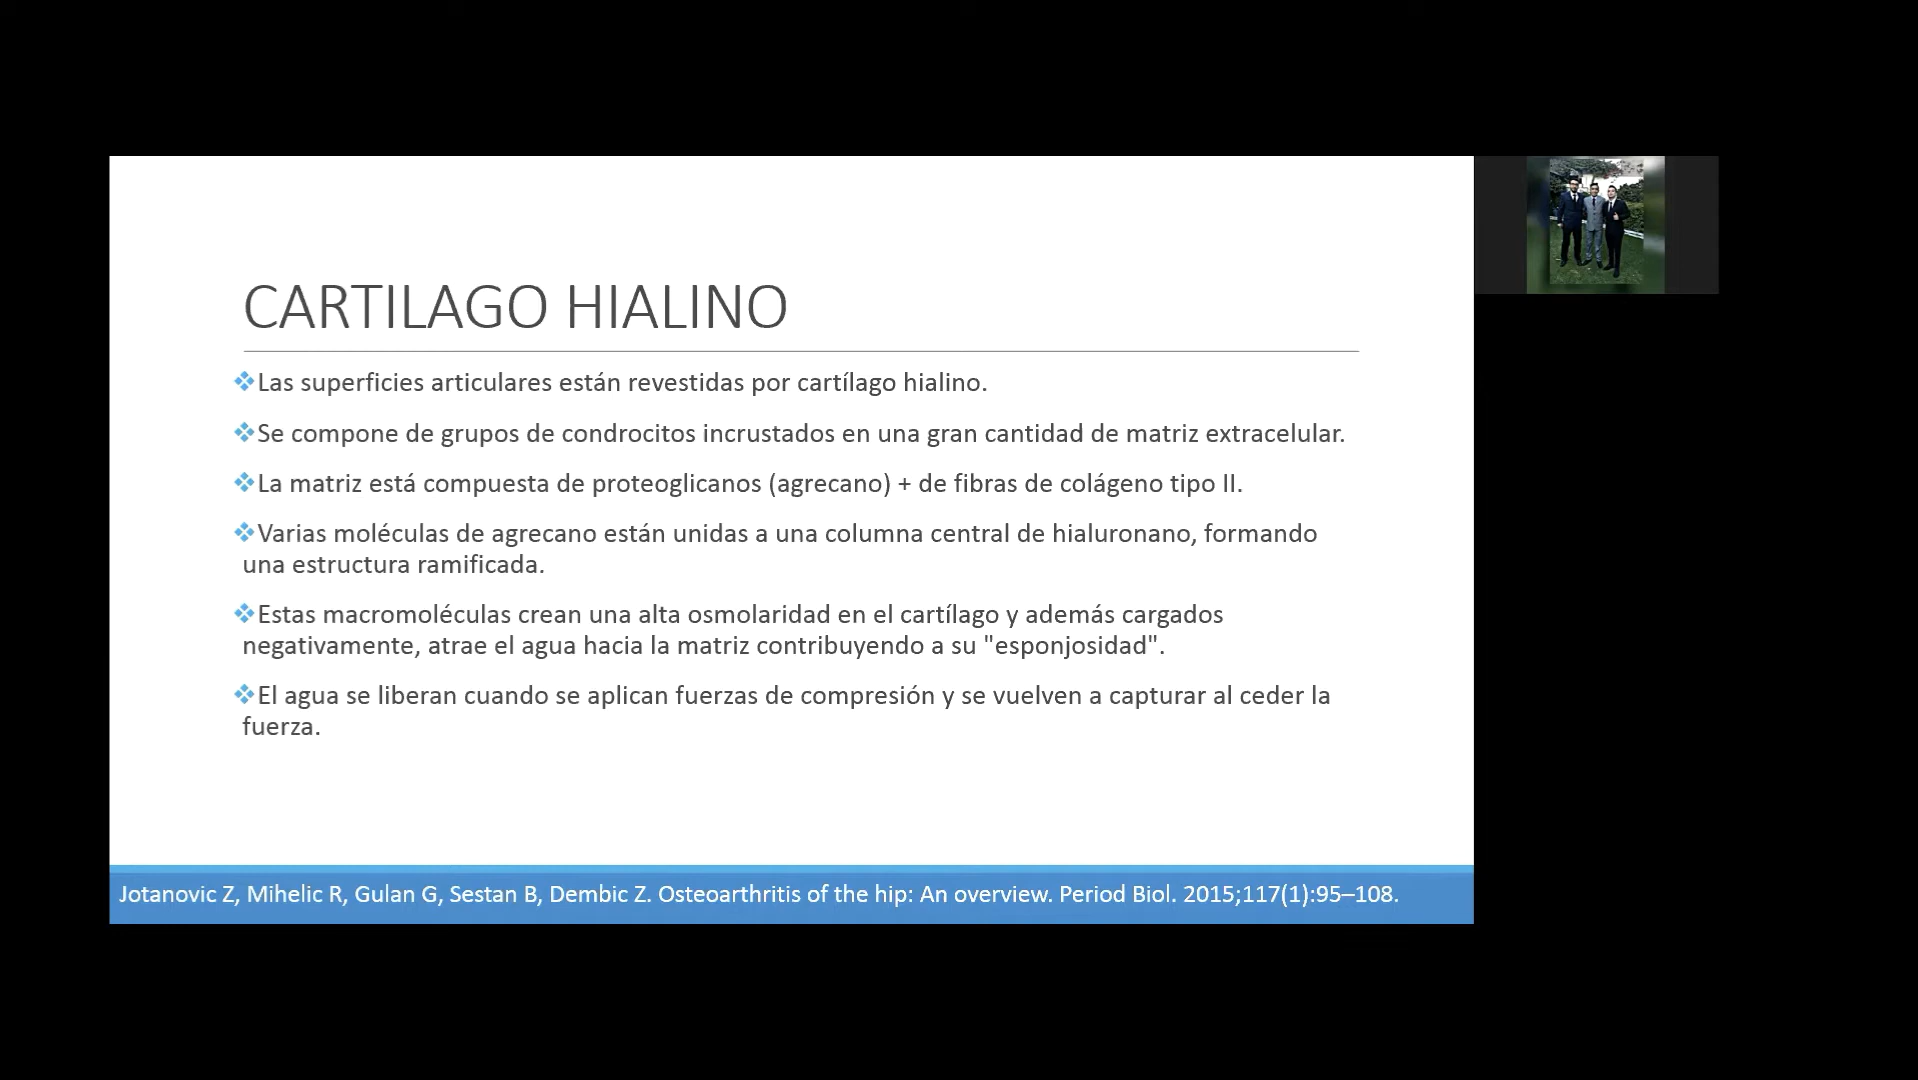 CARTILAGO HIALINO
❖Las superficies articulares están revestidas por cartílago hialino.
❖Se compone de grupos de condrocitos incrustados en una gran cantidad de matriz extracelular.
❖La matriz está compuesta de proteoglicanos (agrecano) + de fibras de colágeno tipo II.
❖Varias moléculas de agrecano están unidas a una columna central de hialuronano, formando
una estructura ramificada.
❖Estas macromoléculas crean una alta osmolaridad en el cartílago y además cargados
negativamente, atrae el agua hacia la matriz contribuyendo a su "esponjosidad".
❖El agua se liberan cuando se aplican fuerzas de compresión y se vuelven a capturar al ceder la
fuerza.
Jotanovic Z, Mihelic R, Gulan G, Sestan B, Dembic Z. Osteoarthritis of the hip: An overview. Period Biol. 2015;117(1):95–108.